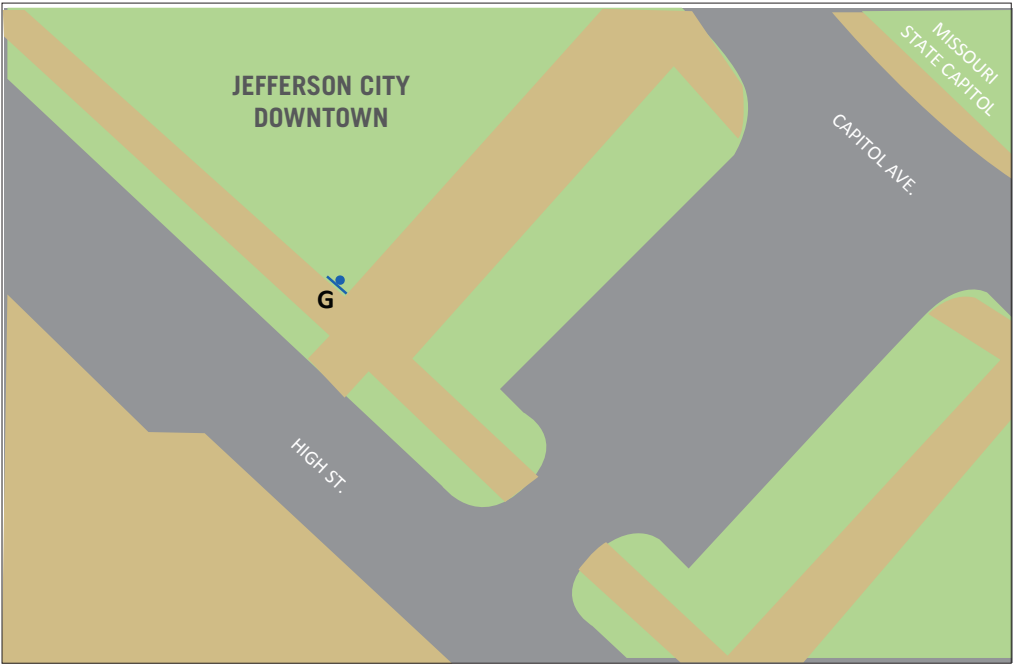 JEFFERSON CITY
DOWNTOWN
MISSOURI
STATE CAPITOL
CAPITOL AVE.
G
HIGH ST.